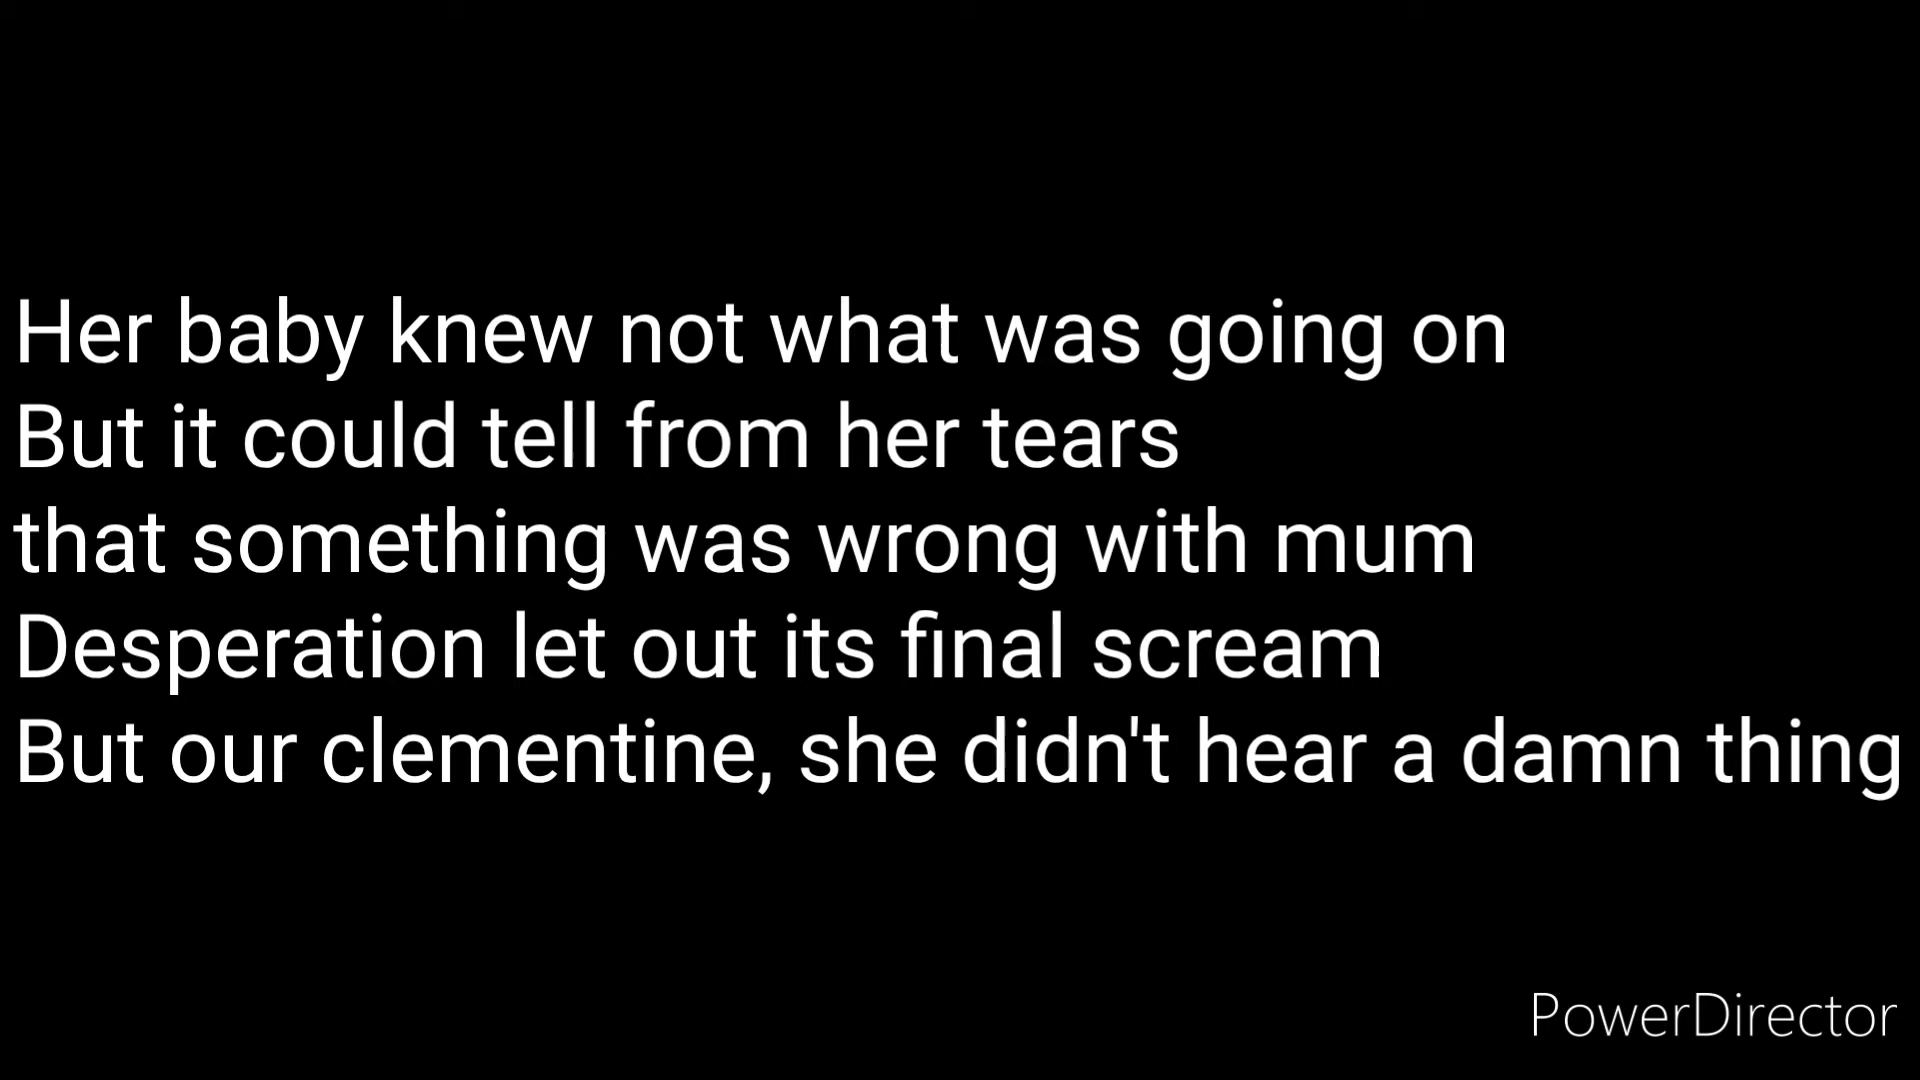 Her baby knew not what was going on
But it could tell from her tears
that something was wrong with mum
Desperation let out its final scream
But our clementine, she didn't hear a damn thing
PowerDirector